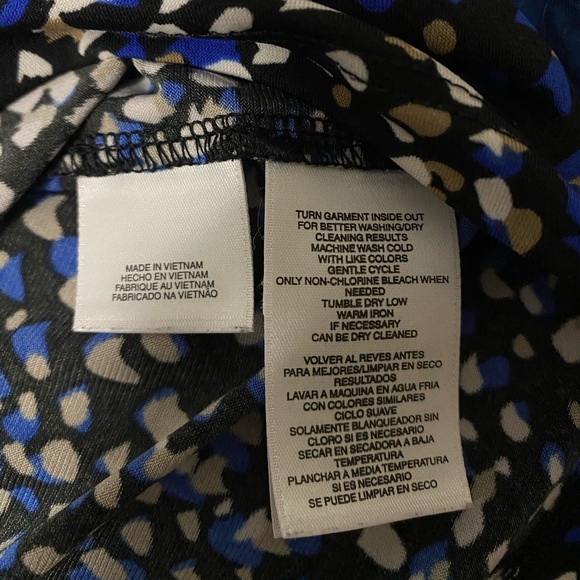 MADE IN VIETNAM
HECHO EN VIETNAM
FABRIQUE AU VIETNAM
FABRICADO NA VIETNÃO
TURN GARMENT INSIDE OUT
FOR BETTER WASHING/DRY
CLEANING RESULTS
MACHINE WASH COLD
WITH LIKE COLORS
GENTLE CYCLE
ONLY NON-CHLORINE BLEACH WHEN
NEEDED
TUMBLE DRY LOW
WARM IRON
IF NECESSARY
CAN BE DRY CLEANED
VOLVER AL REVES ANTES
PARA MEJORES/LIMPIAR EN SECO
RESULTADOS
LAVAR A MAQUINA EN AGUA FRIA
CON COLORES SIMILARES
CICLO SUAVE
SOLAMENTE BLANQUEADOR SIN
CLORO SI ES NECESARIO
SECAR EN SECADORA A BAJA
TEMPERATURA
PLANCHAR A MEDIA TEMPERATURA
SI ES NECESARIO
SE PUEDE LIMPIAR EN SECO